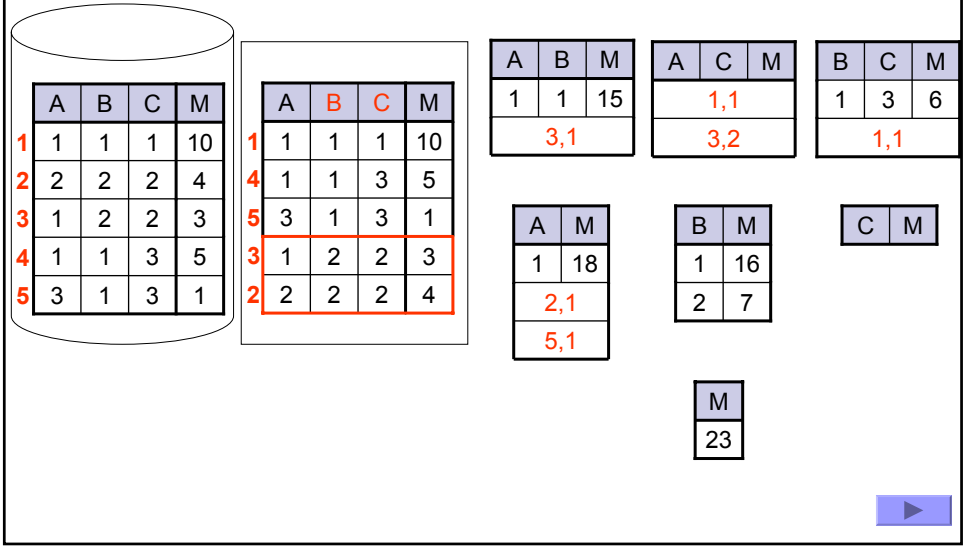 A B C M
1 1 1 1 10
2 2 2 2 4
3 1 2 2 3
4 1 1 3 5
5 3 1 3 1
A B C M
1 1 1 1 10
4 1 1 3 5
5 3 1 3 1
3 1 2 2 3
2 2 2 2 4
A B M
1 1 15
3,1
A C M
1,1
3,2
B C M
1 3 6
1,1
A M
1 18
2,1
5,1
B M
1 16
2 7
C M
M
23